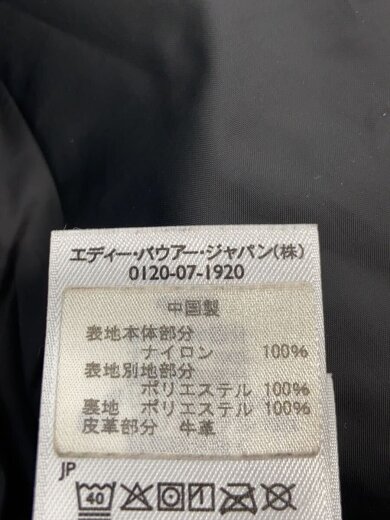 エディー・バウアー・ジャパン(株)
0120-07-1920
中国製
表地本体部分
ナイロン 100%
表地別地部分
ポリエステル 100%
裏地 ポリエステル 100%
皮革部分 牛革
JP
40